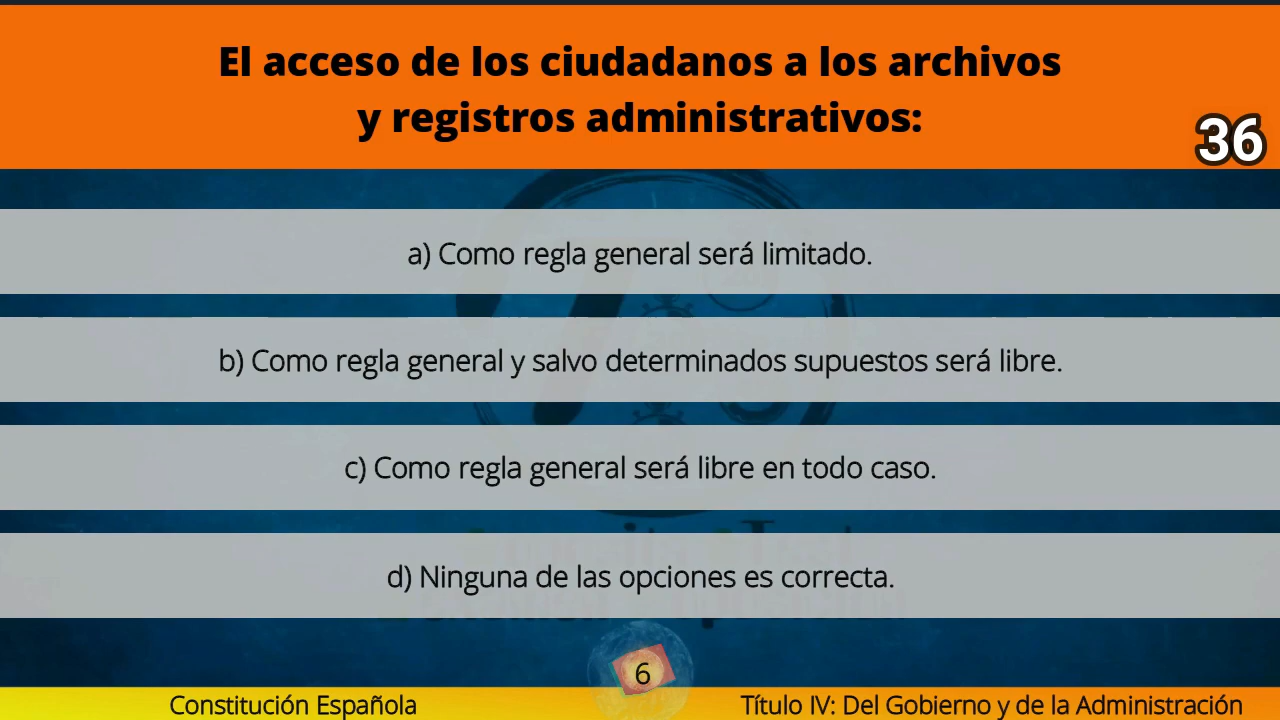 El acceso de los ciudadanos a los archivos
y registros administrativos:
36
a) Como regla general será limitado.
b) Como regla general y salvo determinados supuestos será libre.
c) Como regla general será libre en todo caso.
d) Ninguna de las opciones es correcta.
6
Constitución Española
Título IV: Del Gobierno y de la Administración